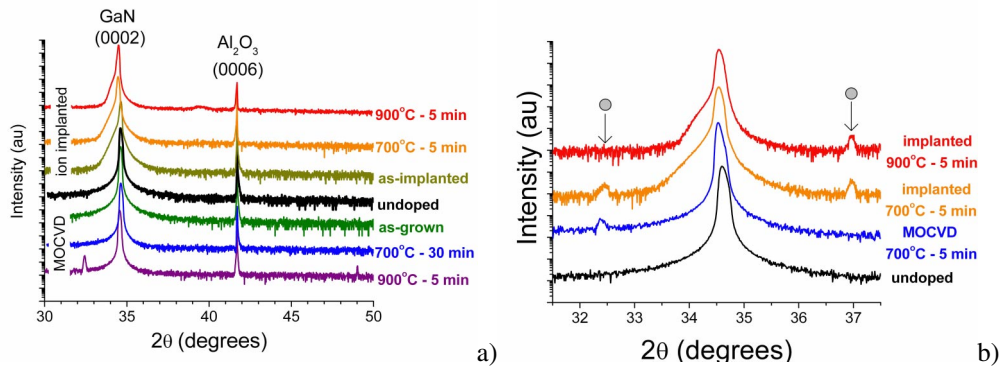 GaN
(0002)
Al₂O₃
(0006)
Intensity (au)
ion implanted
MOCVD
900°C - 5 min
700°C - 5 min
as-implanted
undoped
as-grown
700°C - 30 min
900°C - 5 min
30 35 40 45 50
2θ (degrees)
a)
Intensity (au)
implanted
900°C - 5 min
implanted
700°C - 5 min
MOCVD
700°C - 5 min
undoped
32 33 34 35 36 37
2θ (degrees)
b)